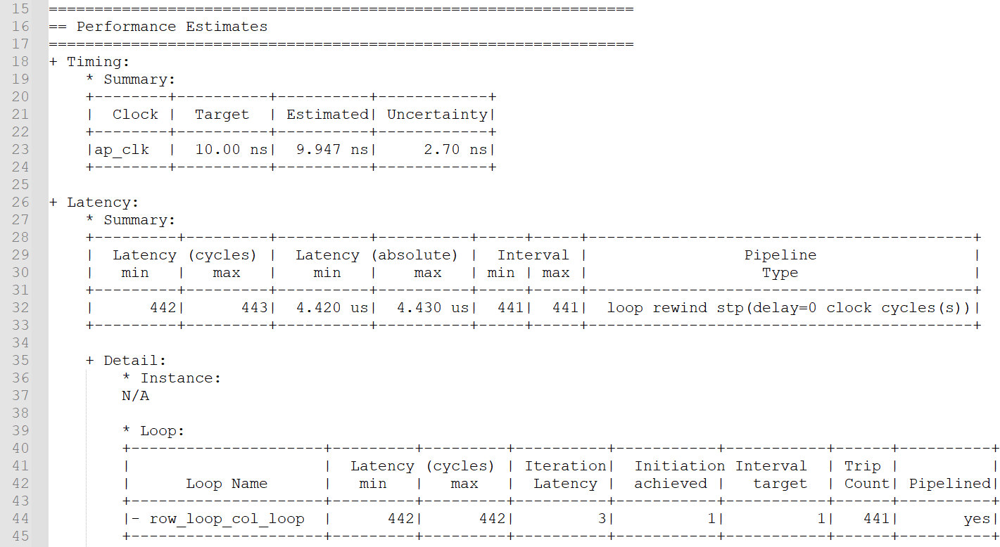 15 ================================================================
16 == Performance Estimates
17 ================================================================
18 + Timing:
19     * Summary:
20     +--------+----------+----------+------------+
21     |  Clock |  Target  | Estimated| Uncertainty|
22     +--------+----------+----------+------------+
23     |ap_clk  |  10.00 ns|  9.947 ns|     2.70 ns|
24     +--------+----------+----------+------------+
25
26 + Latency:
27     * Summary:
28     +---------+---------+----------+----------+-----+-----+------------------------------------------+
29     |  Latency (cycles) |  Latency (absolute) |  Interval |                 Pipeline                 |
30     |   min   |   max   |    min   |    max   | min | max |                   Type                   |
31     +---------+---------+----------+----------+-----+-----+------------------------------------------+
32     |      442|      443|  4.420 us|  4.430 us|  441|  441|  loop rewind stp(delay=0 clock cycles(s))|
33     +---------+---------+----------+----------+-----+-----+------------------------------------------+
34
35     + Detail:
36         * Instance:
37         N/A
38
39         * Loop:
40         +---------------------+---------+---------+----------+-----------+-----------+------+----------+
41         |                     |  Latency (cycles) | Iteration|  Initiation Interval  | Trip |          |
42         |      Loop Name      |   min   |   max   |  Latency |  achieved |   target  | Count| Pipelined|
43         +---------------------+---------+---------+----------+-----------+-----------+------+----------+
44         |- row_loop_col_loop  |      442|      442|         3|          1|          1|   441|       yes|
45         +---------------------+---------+---------+----------+-----------+-----------+------+----------+